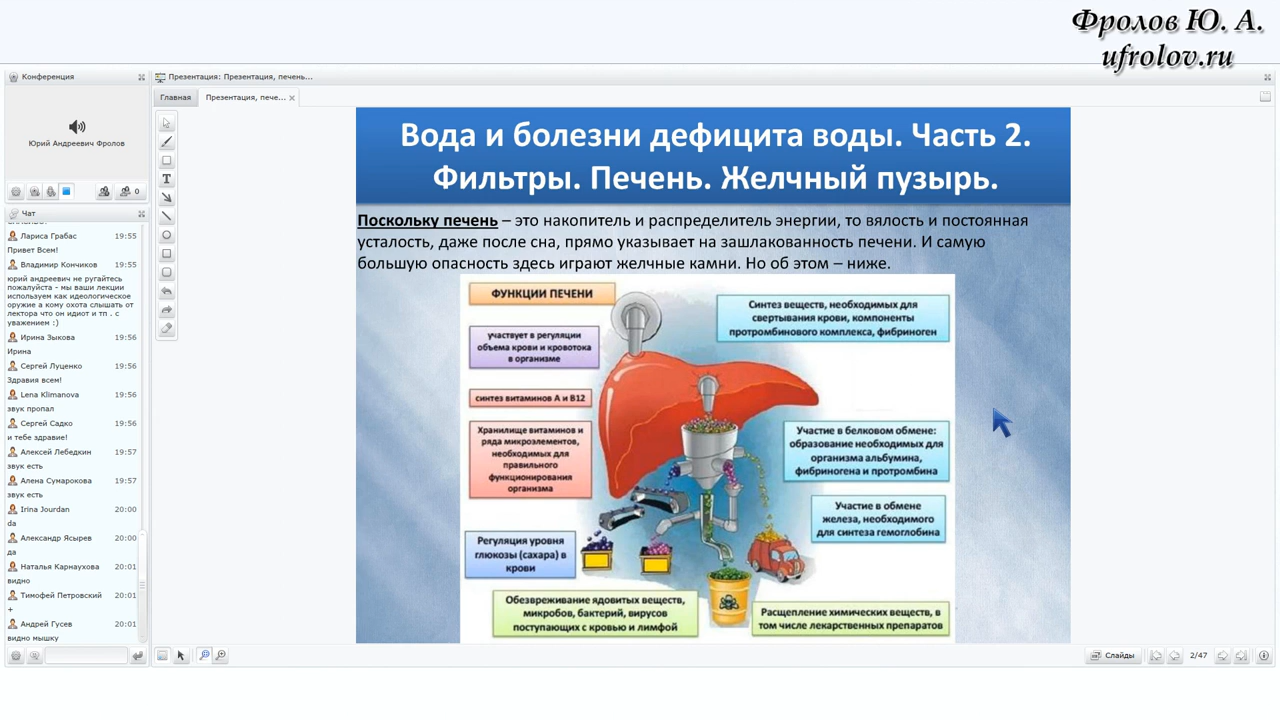 Фролов Ю. А.
ufrolov.ru
Конференция
Юрий Андреевич Фролов
0
Чат
Лариса Грабас 19:55
Привет Всем!
Владимир Кончиков 19:55
юрий андреевич не ругайтесь
пожалуйста - мы ваши лекции
используем как идеологическое
оружие а кому охота слышать от
лектора что он идиот и тп . с
уважением :)
Ирина Зыкова 19:56
Ирина
Сергей Луценко 19:56
Здравия всем!
Lena Klimanova 19:56
звук пропал
Сергей Садко 19:56
и тебе здравие!
Алексей Лебедкин 19:57
звук есть
Алена Сумарокова 19:57
звук есть
Irina Jourdan 20:00
da
Александр Ясырев 20:00
да
Наталья Карнаухова 20:01
видно
Тимофей Петровский 20:01
+
Андрей Гусев 20:01
видно мышку
Презентация: Презентация, печень...
Главная
Презентация, пече...
T
Вода и болезни дефицита воды. Часть 2.
Фильтры. Печень. Желчный пузырь.
Поскольку печень – это накопитель и распределитель энергии, то вялость и постоянная
усталость, даже после сна, прямо указывает на зашлакованность печени. И самую
большую опасность здесь играют желчные камни. Но об этом – ниже.
ФУНКЦИИ ПЕЧЕНИ
участвует в регуляции
объема крови и кровотока
в организме
синтез витаминов А и В12
Хранилище витаминов и
ряда микроэлементов,
необходимых для
правильного
функционирования
организма
Регуляция уровня
глюкозы (сахара) в
крови
Обезвреживание ядовитых веществ,
микробов, бактерий, вирусов
поступающих с кровью и лимфой
Синтез веществ, необходимых для
свертывания крови, компоненты
протромбинового комплекса, фибриноген
Участие в белковом обмене:
образование необходимых для
организма альбумина,
фибриногена и протромбина
Участие в обмене
железа, необходимого
для синтеза гемоглобина
Расщепление химических веществ, в
том числе лекарственных препаратов
Слайды
2/47